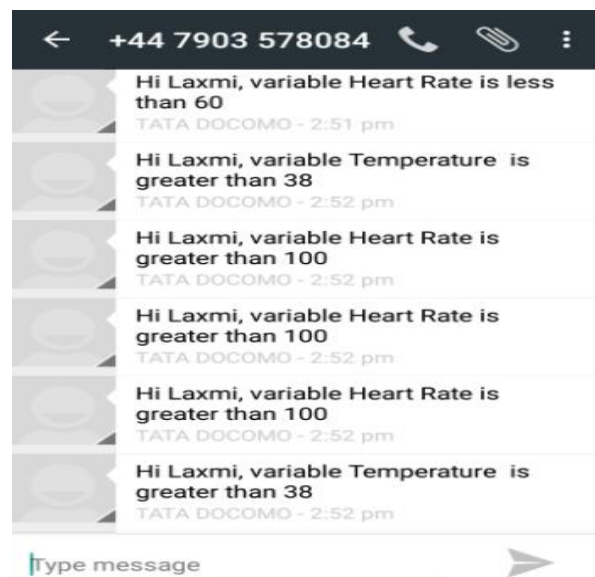 +44 7903 578084
Hi Laxmi, variable Heart Rate is less
than 60
TATA DOCOMO - 2:51 pm
Hi Laxmi, variable Temperature is
greater than 38
TATA DOCOMO - 2:52 pm
Hi Laxmi, variable Heart Rate is
greater than 100
TATA DOCOMO - 2:52 pm
Hi Laxmi, variable Heart Rate is
greater than 100
TATA DOCOMO - 2:52 pm
Hi Laxmi, variable Heart Rate is
greater than 100
TATA DOCOMO - 2:52 pm
Hi Laxmi, variable Temperature is
greater than 38
TATA DOCOMO - 2:52 pm
Type message